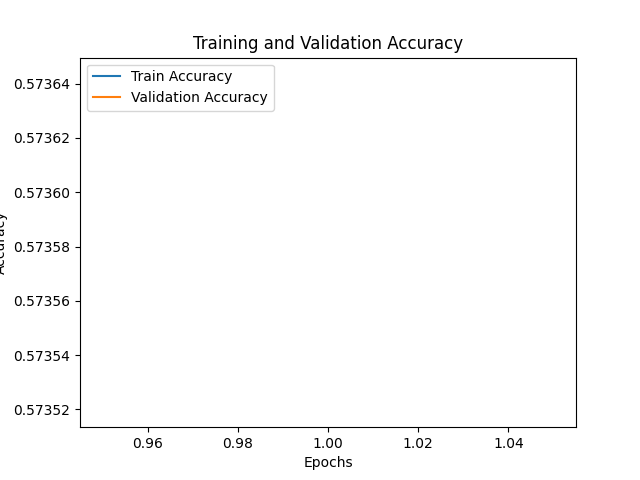 Training and Validation Accuracy
Train Accuracy
Validation Accuracy
0.57364
0.57362
0.57360
0.57358
0.57356
0.57354
0.57352
Accuracy
0.96
0.98
1.00
1.02
1.04
Epochs